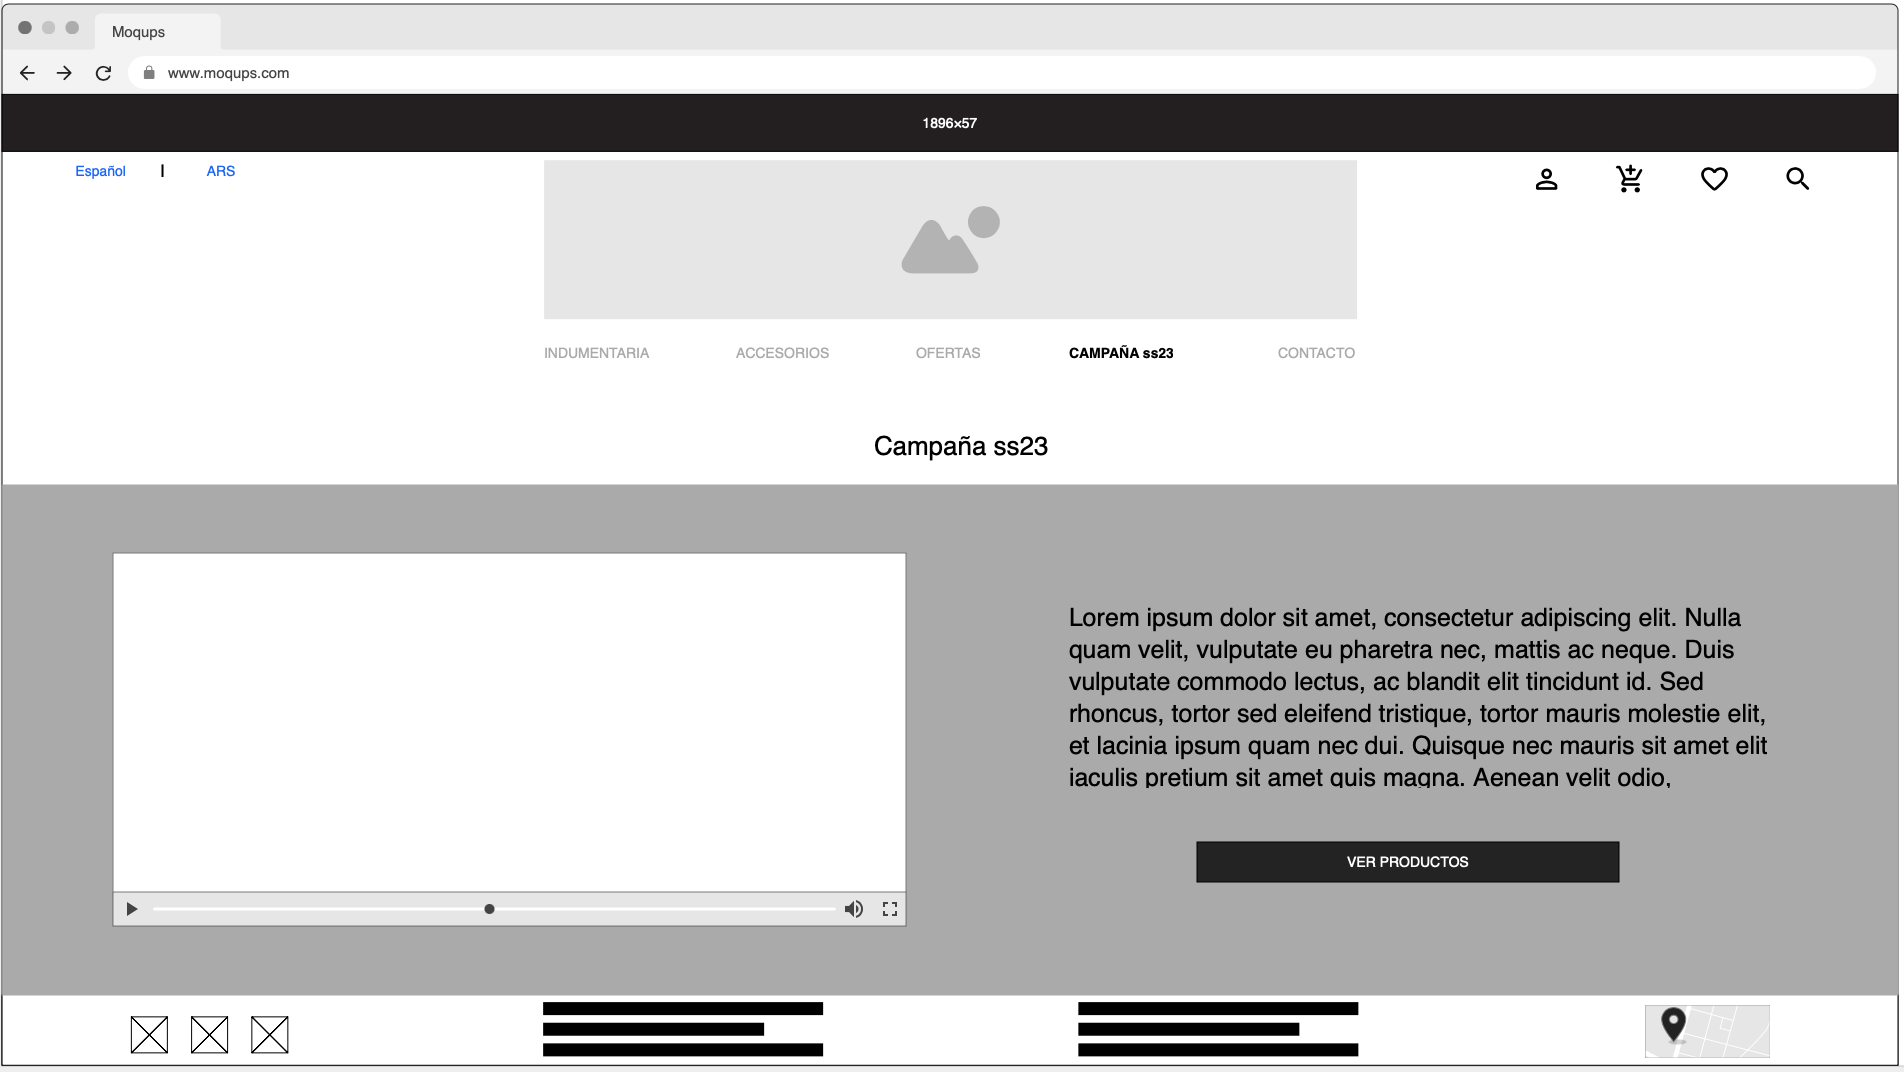 Moqups
www.moqups.com
1896×57
Español | ARS
INDUMENTARIA ACCESORIOS OFERTAS CAMPAÑA ss23 CONTACTO
Campaña ss23
Lorem ipsum dolor sit amet, consectetur adipiscing elit. Nulla
quam velit, vulputate eu pharetra nec, mattis ac neque. Duis
vulputate commodo lectus, ac blandit elit tincidunt id. Sed
rhoncus, tortor sed eleifend tristique, tortor mauris molestie elit,
et lacinia ipsum quam nec dui. Quisque nec mauris sit amet elit
iaculis pretium sit amet quis magna. Aenean velit odio,
VER PRODUCTOS